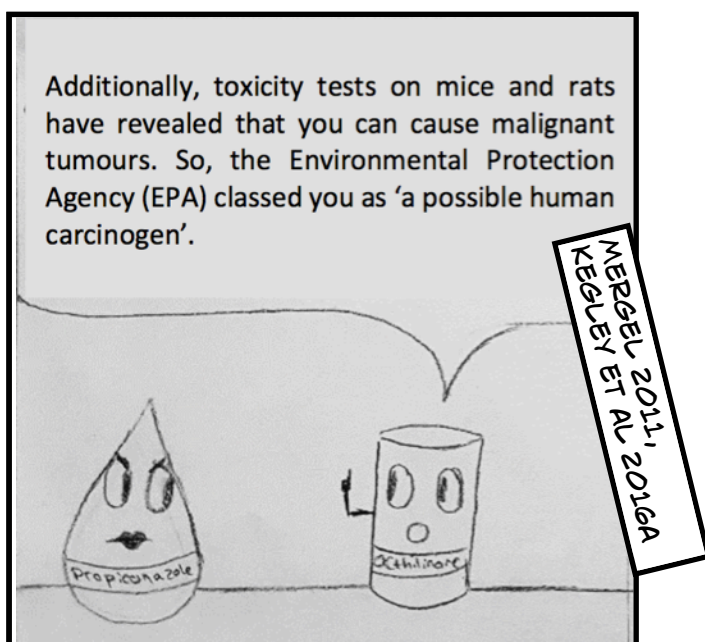 Additionally, toxicity tests on mice and rats
have revealed that you can cause malignant
tumours. So, the Environmental Protection
Agency (EPA) classed you as ‘a possible human
carcinogen’.
MERGEL 2011,
KEGLEY ET AL 2016A
Propiconazole
Octhilinone